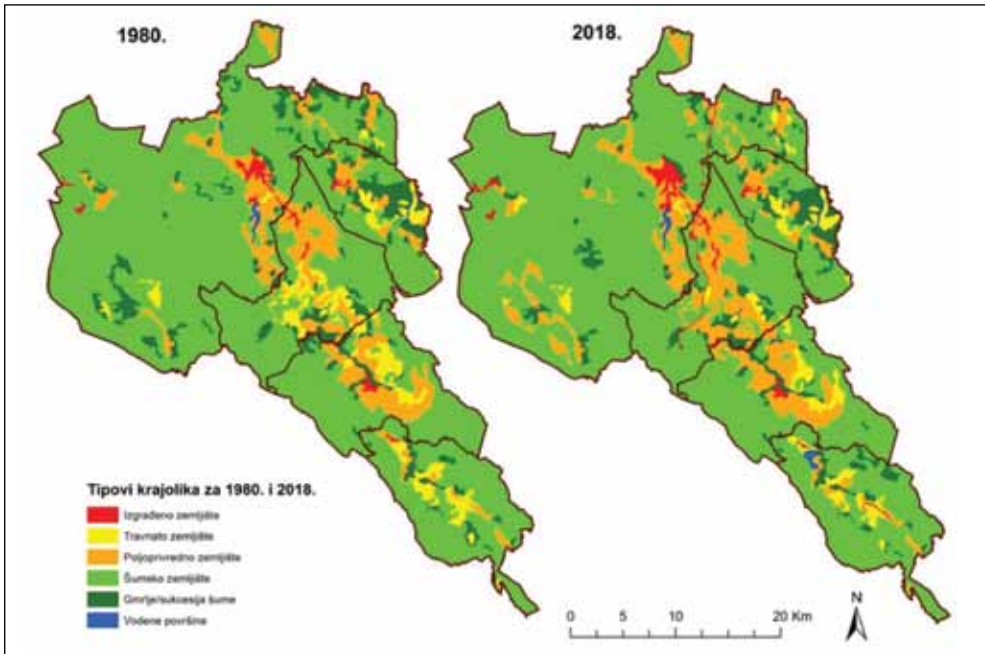 1980.
2018.
Tipovi krajolika za 1980. i 2018.
Izgrađeno zemljište
Travnato zemljište
Poljoprivredno zemljište
Šumsko zemljište
Grmlje/sukcesija šume
Vodene površine
N
0 5 10 20 Km